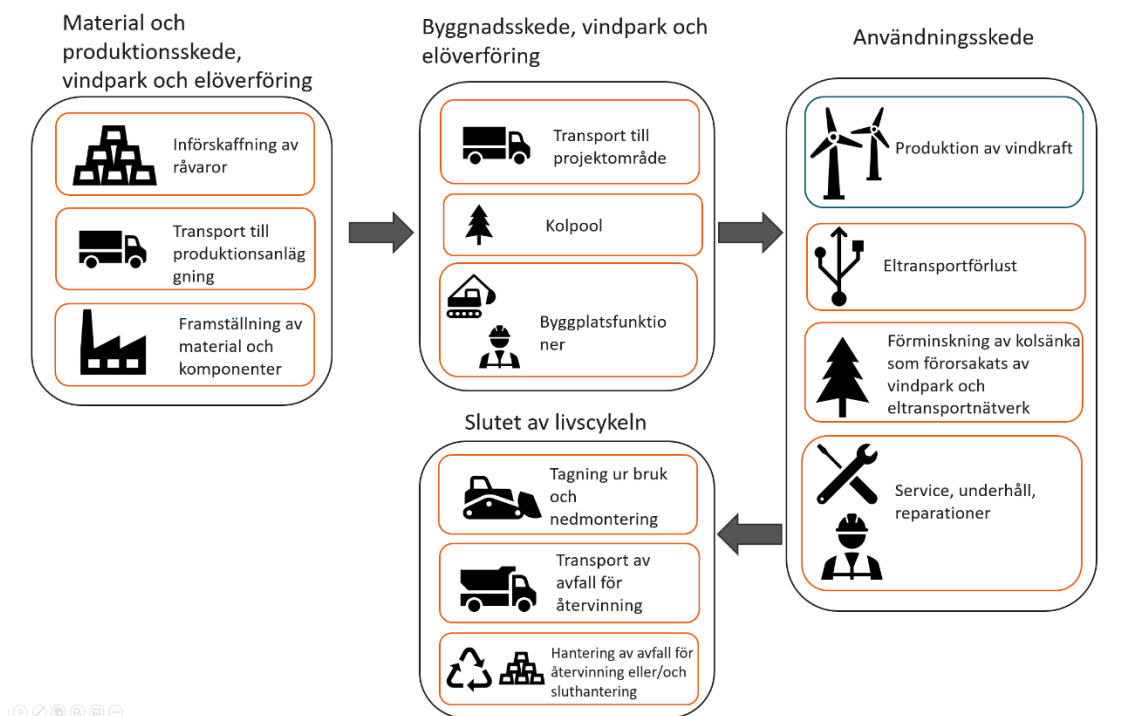 Material och
produktionsskede,
vindpark och elöverföring
Införskaffning av
råvaror
Transport till
produktionsanläg
gning
Framställning av
material och
komponenter
Byggnadsskede, vindpark och
elöverföring
Transport till
projektområde
Kolpool
Byggplatsfunktio
ner
Användningsskede
Produktion av vindkraft
Eltransportförlust
Förminskning av kolsänka
som förorsakats av
vindpark och
eltransportnätverk
Service, underhåll,
reparationer
Slutet av livscykeln
Tagning ur bruk
och
nedmontering
Transport av
avfall för
återvinning
Hantering av avfall för
återvinning eller/och
sluthantering